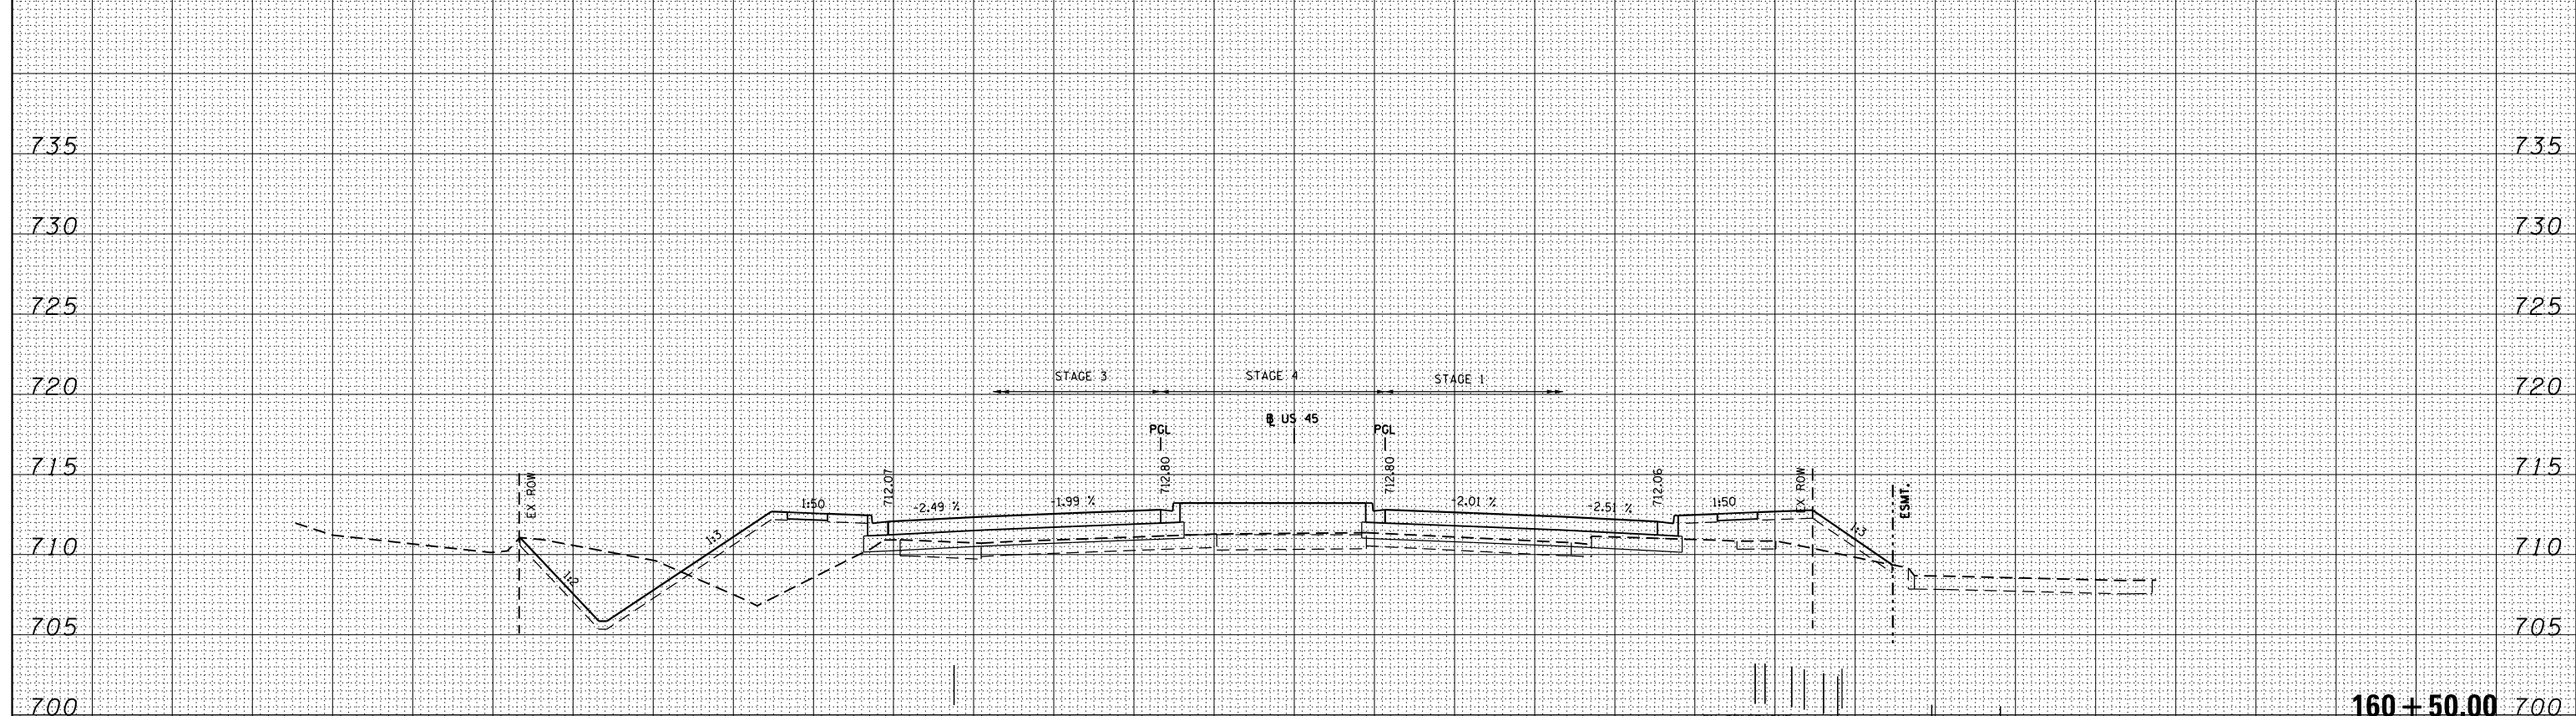 735 735
730 730
725 725
720 720
STAGE 3 STAGE 4 STAGE 1
℄ US 45
PGL PGL
715 715
EX ROW 712.07 712.80 712.80 712.06 EX ROW ESMT.
1:50 -2.49 % -1.99 % -2.01 % -2.51 % 1:50
1:3 1:3
710 710
1:2
705 705
700 160+50.00 700